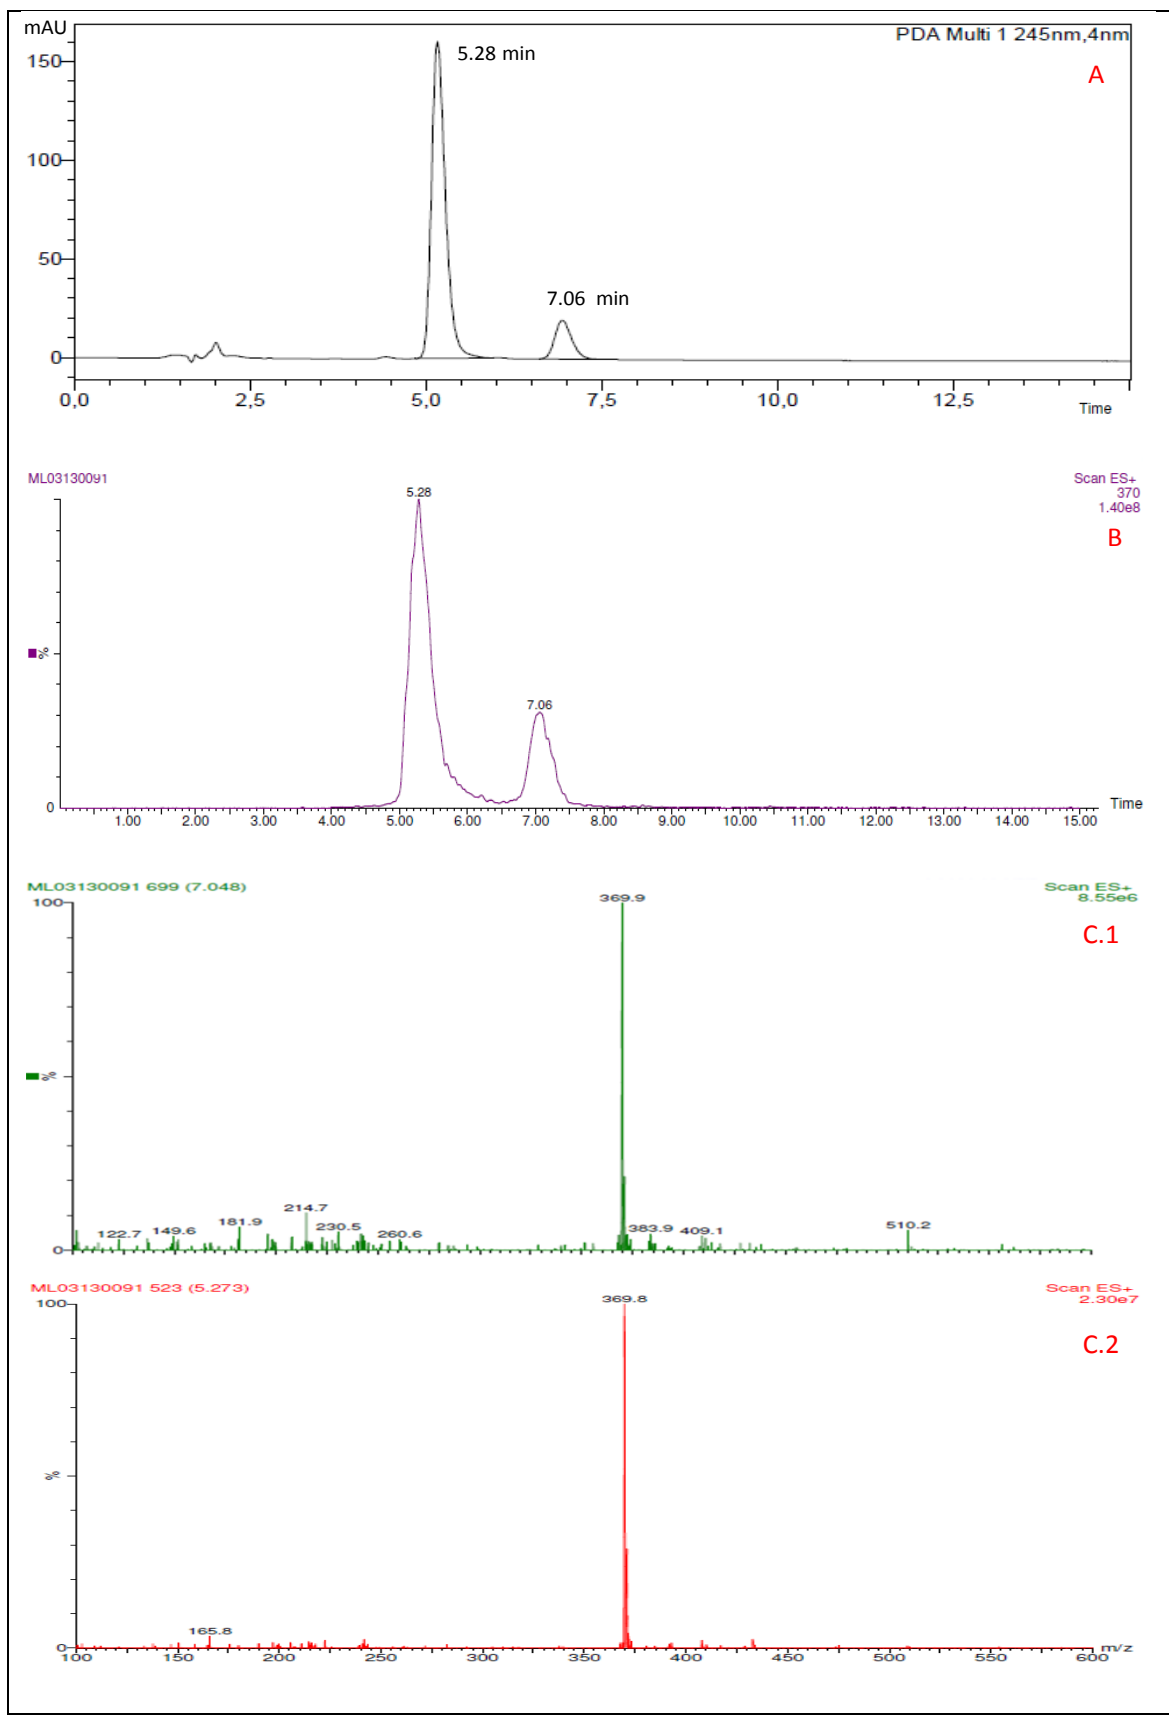 mAU
PDA Multi 1 245nm,4nm
A
5.28 min
7.06 min
150
100
50
0
0,0 2,5 5,0 7,5 10,0 12,5
Time
ML03130091
Scan ES+
370
1.40e8
B
5.28
7.06
%
0
Time
1.00 2.00 3.00 4.00 5.00 6.00 7.00 8.00 9.00 10.00 11.00 12.00 13.00 14.00 15.00
ML03130091 699 (7.048)
Scan ES+
8.55e6
C.1
100
369.9
%
122.7 149.6 181.9 214.7 230.5 260.6 383.9 409.1 510.2
0
ML03130091 523 (5.273)
Scan ES+
2.30e7
C.2
100
369.8
%
165.8
0
m/z
100 150 200 250 300 350 400 450 500 550 600